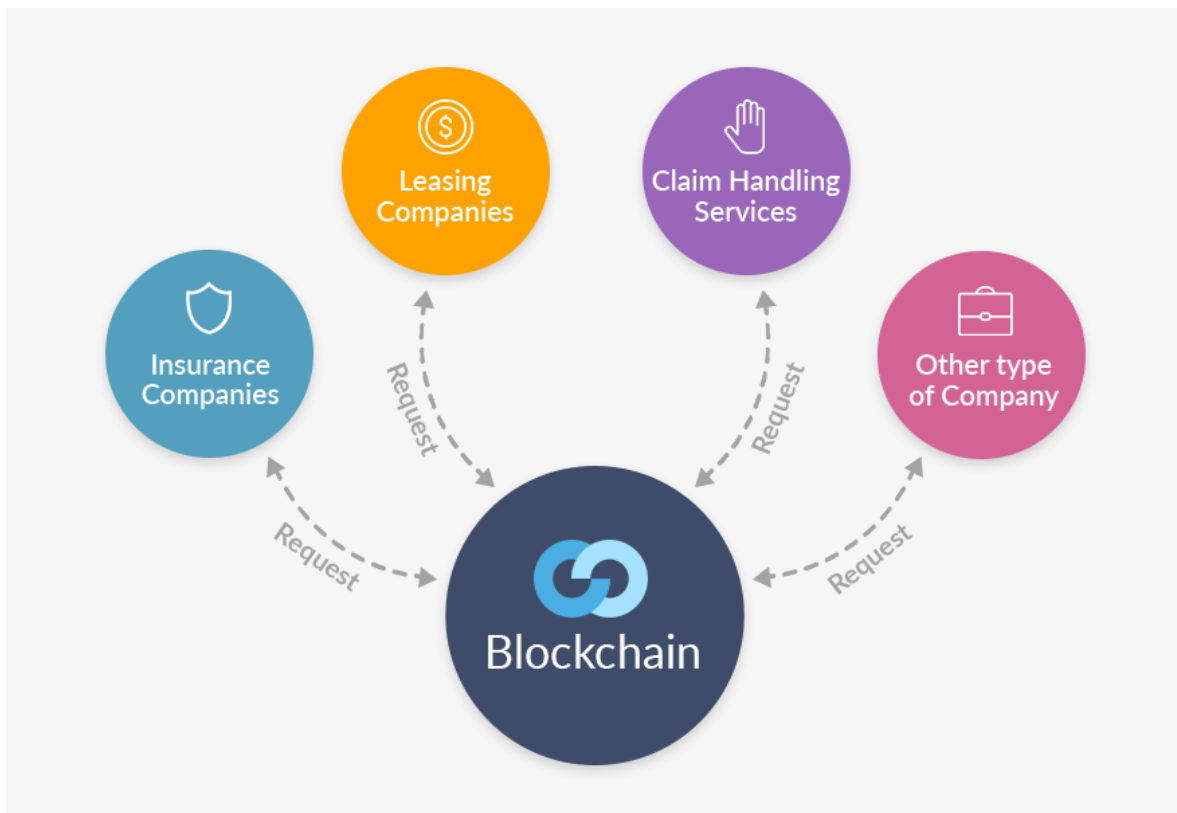 Leasing
Companies
Claim Handling
Services
Insurance
Companies
Other type
of Company
Request
Request
Request
Request
Blockchain